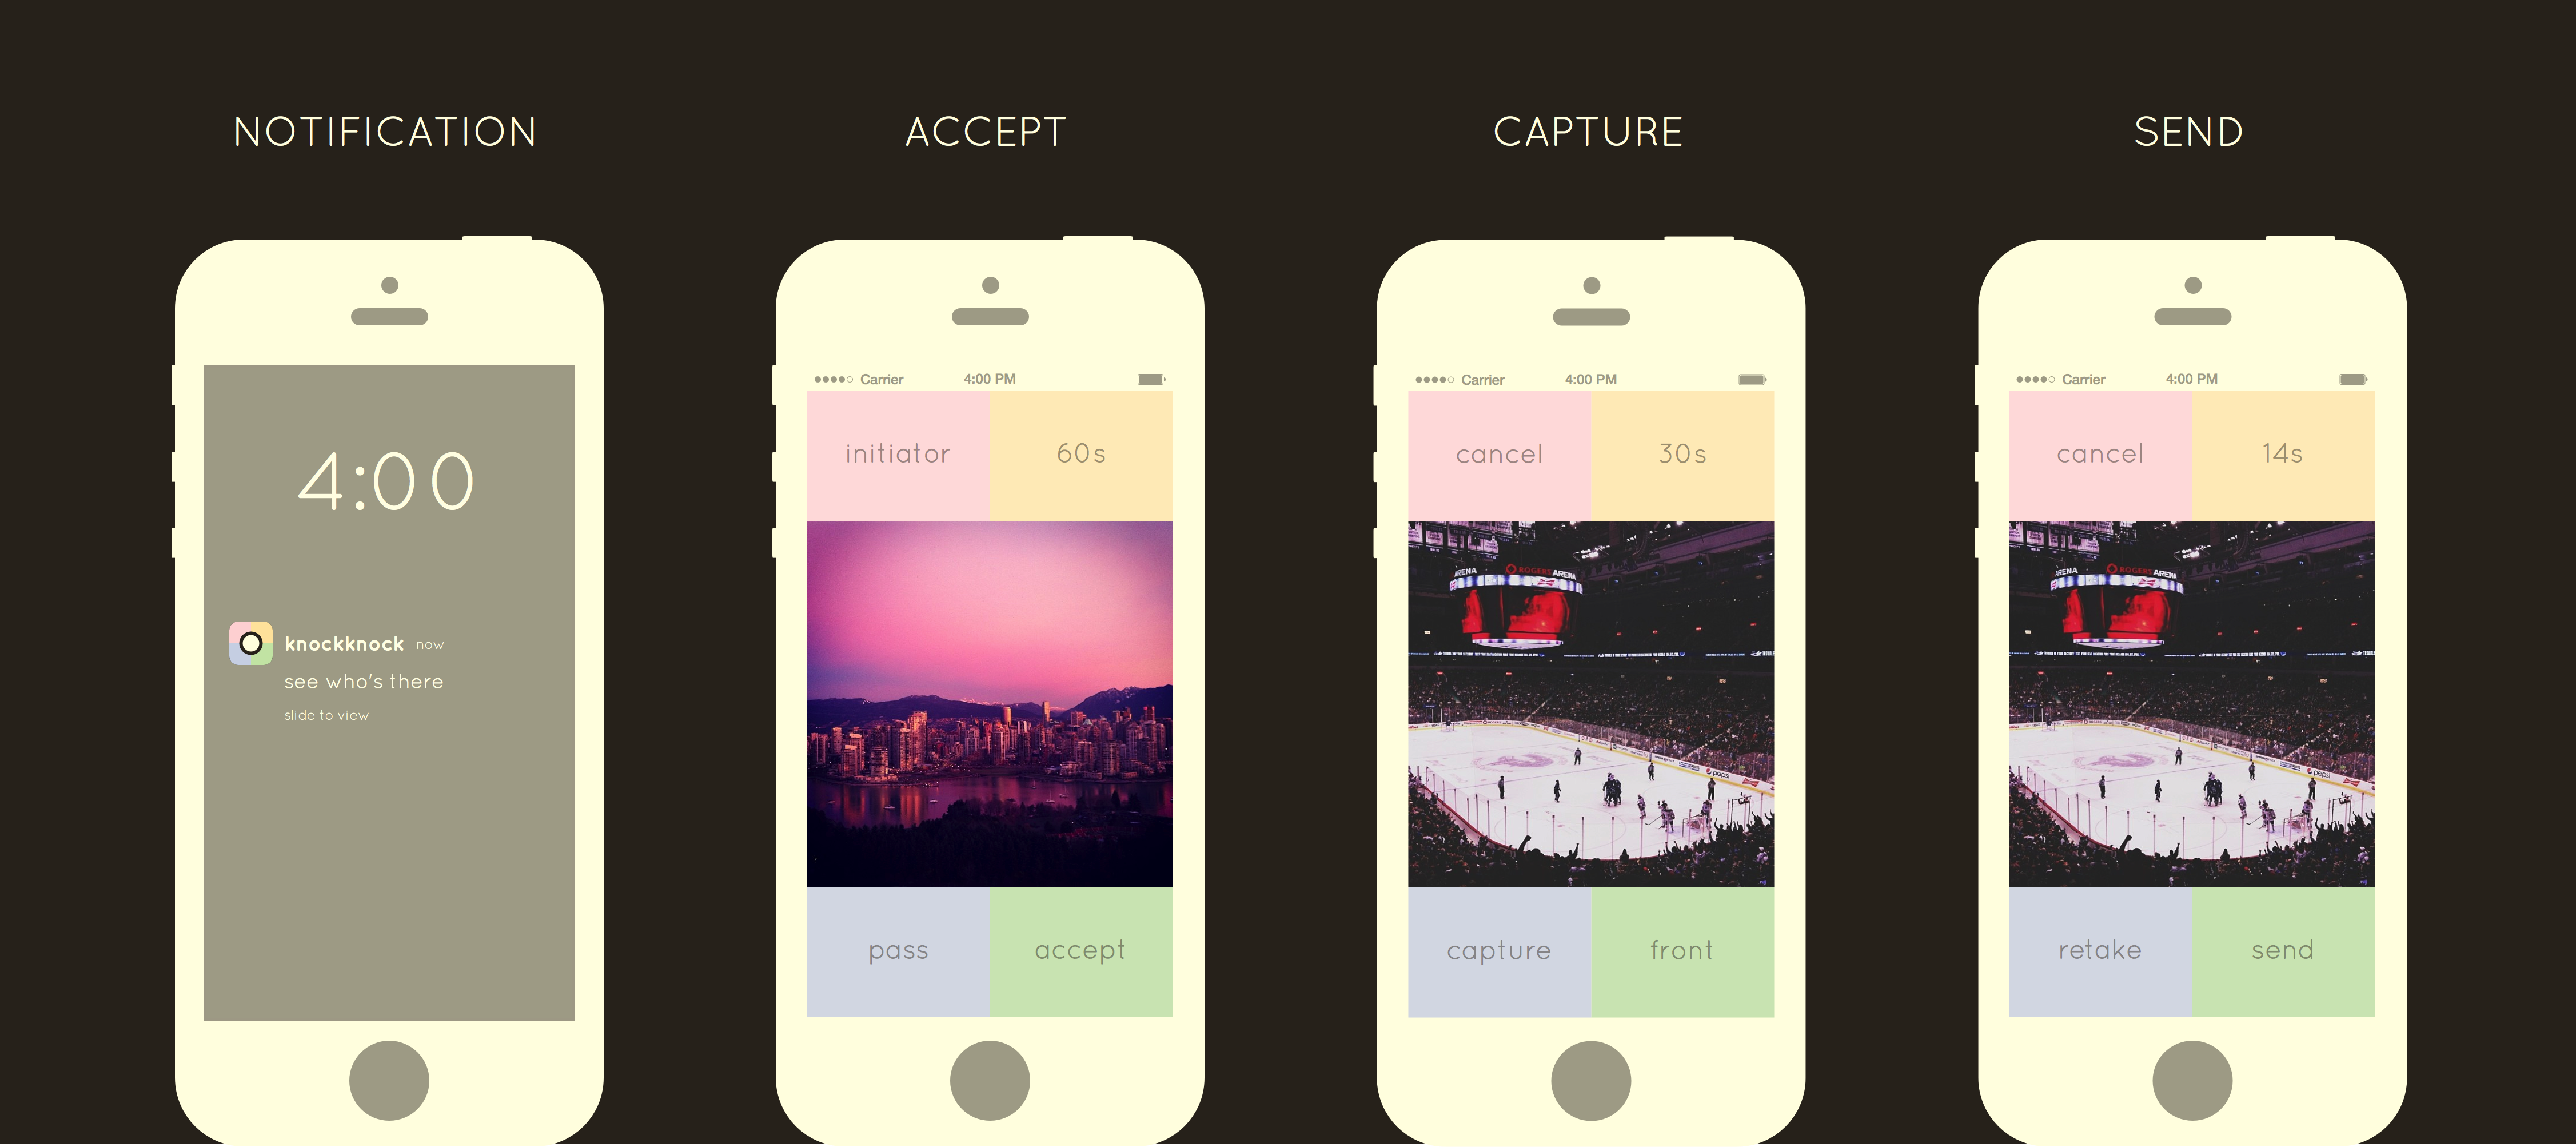 NOTIFICATION
4:00
knockknock now
see who's there
slide to view
ACCEPT
Carrier 4:00 PM
initiator 60s
pass accept
CAPTURE
Carrier 4:00 PM
cancel 30s
ARENA ROGERS ARENA
pepsi
capture front
SEND
Carrier 4:00 PM
cancel 14s
ARENA ROGERS ARENA
pepsi
retake send